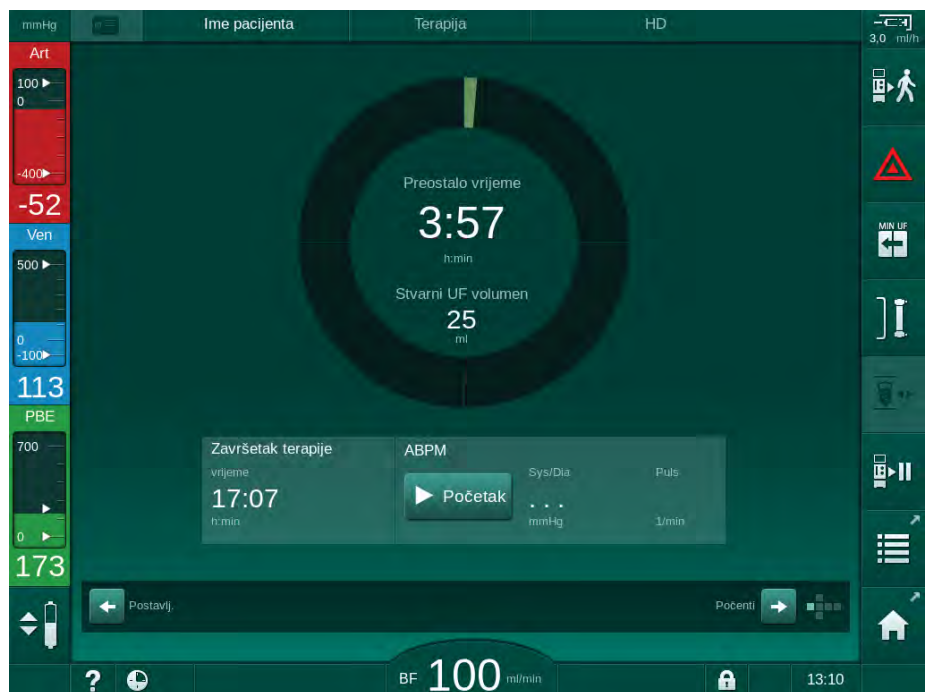 mmHg
Ime pacijenta
Terapija
HD
3,0 ml/h
Art
100
0
-400
-52
Ven
500
0
-100
113
PBE
700
0
173
Preostalo vrijeme
3:57
h:min
Stvarni UF volumen
25
ml
MIN UF
Završetak terapije
vrijeme
17:07
h:min
ABPM
Početak
Sys/Dia
. . .
mmHg
Puls
1/min
Postavlj.
Početni
?
BF 100 ml/min
13:10